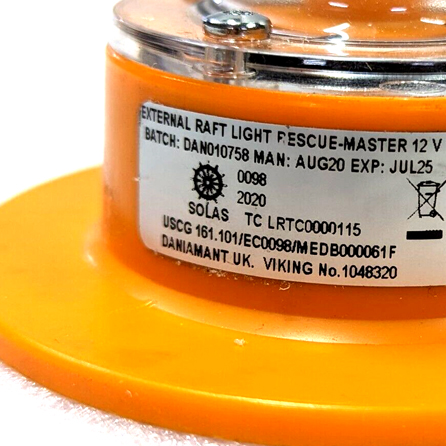 EXTERNAL RAFT LIGHT RESCUE-MASTER 12 V
BATCH: DAN010758 MAN: AUG20 EXP: JUL25
0098
2020
SOLAS TC LRTC0000115
USCG 161.101/EC0098/MEDB000061F
DANIAMANT UK. VIKING No.1048320